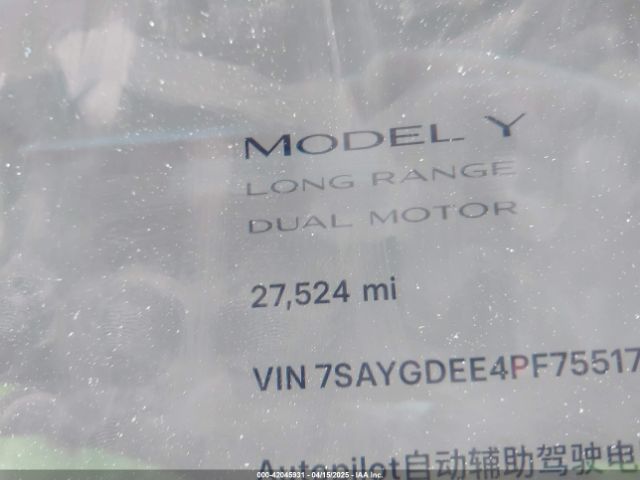 MODEL Y
LONG RANGE
DUAL MOTOR
27,524 mi
VIN 7SAYGDEE4PF75517
Autopilot自动辅助驾驶电
000-42045931 - 04/15/2025 - IAA Inc.